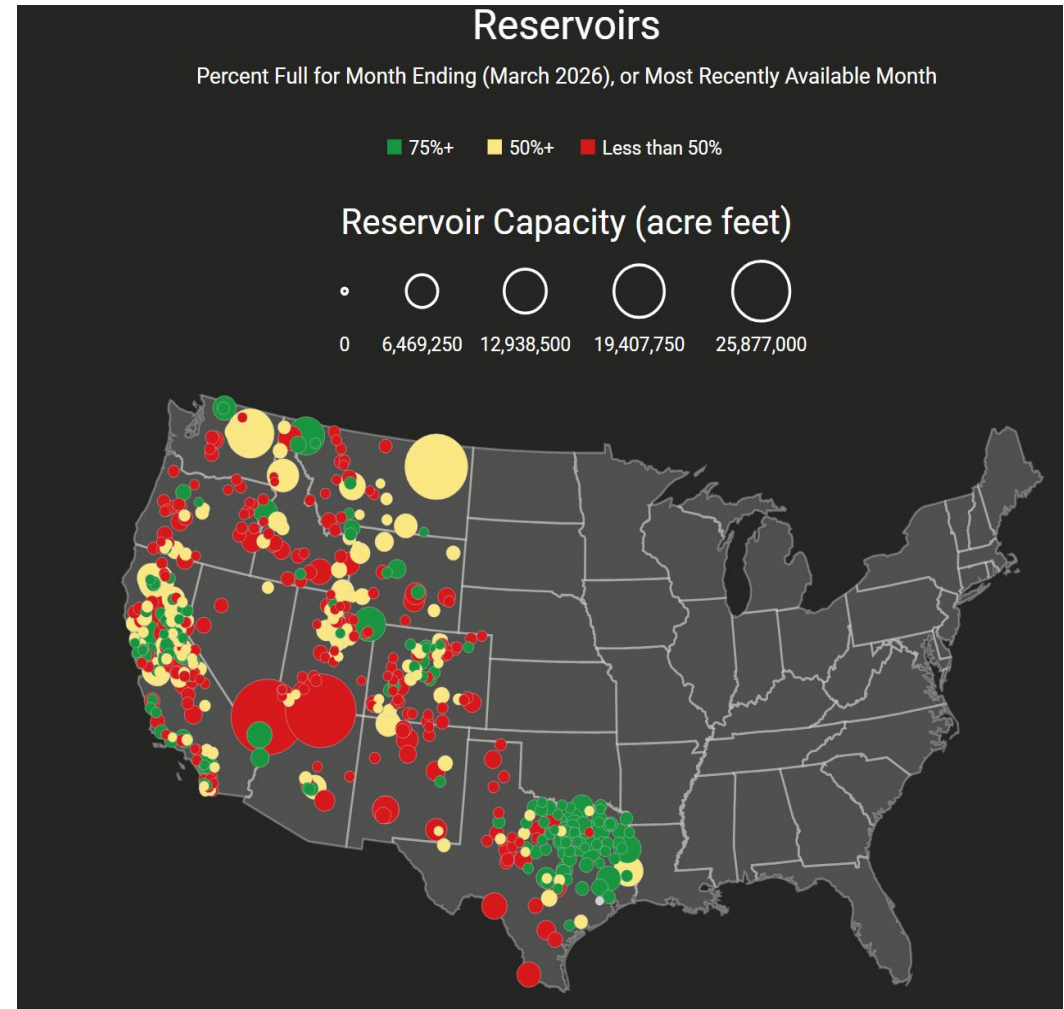 Reservoirs
Percent Full for Month Ending (March 2026), or Most Recently Available Month
75%+ 50%+ Less than 50%
Reservoir Capacity (acre feet)
0 6,469,250 12,938,500 19,407,750 25,877,000